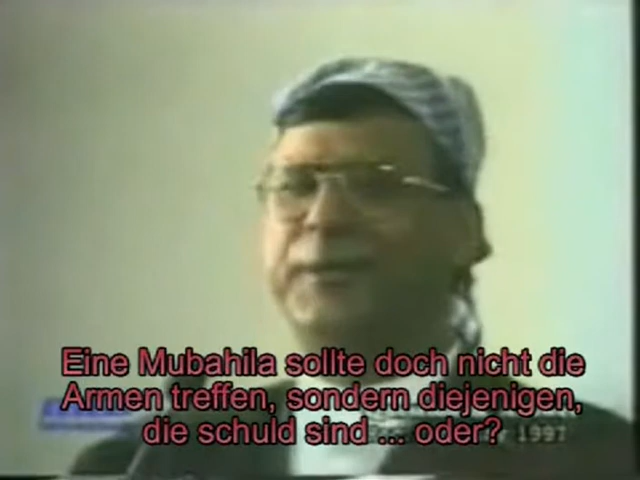 Eine Mubahila sollte doch nicht die
Armen treffen, sondern diejenigen,
die schuld sind ... oder?
1997